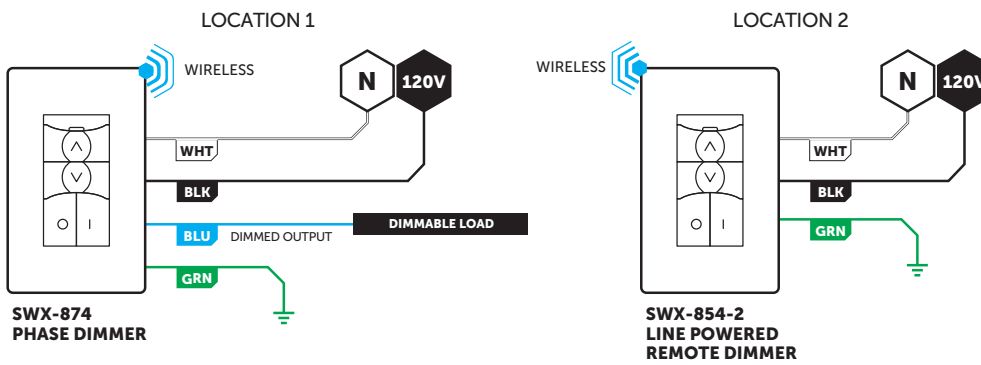 LOCATION 1
WIRELESS
N
120V
WHT
BLK
BLU
DIMMED OUTPUT
DIMMABLE LOAD
GRN
O
I
SWX-874
PHASE DIMMER
LOCATION 2
WIRELESS
N
120V
WHT
BLK
GRN
O
I
SWX-854-2
LINE POWERED
REMOTE DIMMER